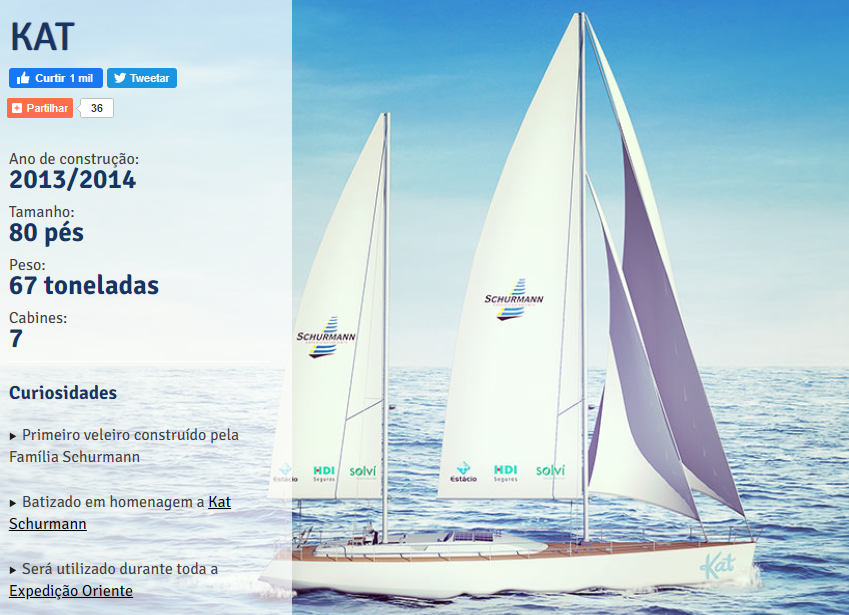 KAT
Curtir 1 mil
Tweetar
Partilhar
36
Ano de construção:
2013/2014
Tamanho:
80 pés
Peso:
67 toneladas
Cabines:
7
Curiosidades
▸ Primeiro veleiro construído pela
Família Schurmann
▸ Batizado em homenagem a Kat
Schurmann
▸ Será utilizado durante toda a
Expedição Oriente
SCHURMANN
SCHURMANN
Estácio
HDI
Seguros
solví
Estácio
HDI
Seguros
solví
Kat